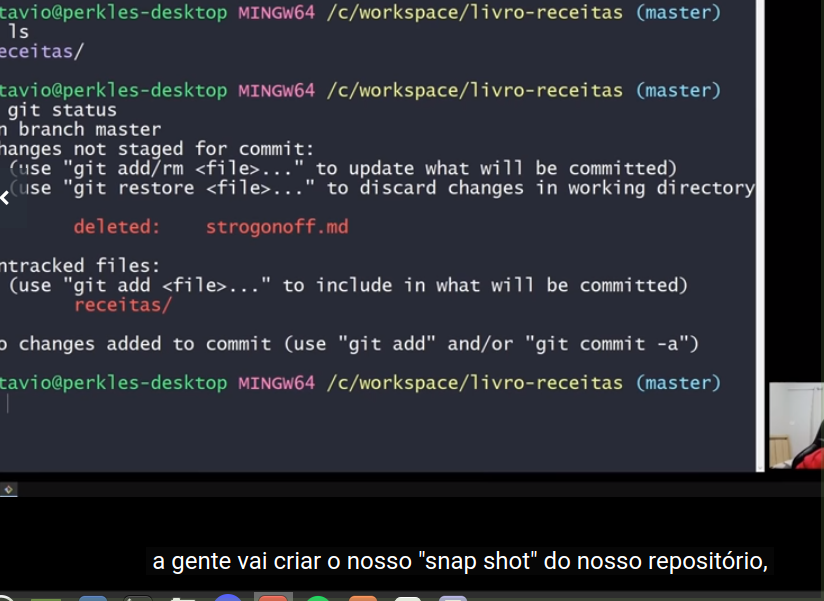 tavio@perkles-desktop MINGW64 /c/workspace/livro-receitas (master)
ls
eceitas/
tavio@perkles-desktop MINGW64 /c/workspace/livro-receitas (master)
git status
n branch master
hanges not staged for commit:
(use "git add/rm <file>..." to update what will be committed)
(use "git restore <file>..." to discard changes in working directory
deleted: strogonoff.md
ntracked files:
(use "git add <file>..." to include in what will be committed)
receitas/
o changes added to commit (use "git add" and/or "git commit -a")
tavio@perkles-desktop MINGW64 /c/workspace/livro-receitas (master)
a gente vai criar o nosso "snap shot" do nosso repositório,